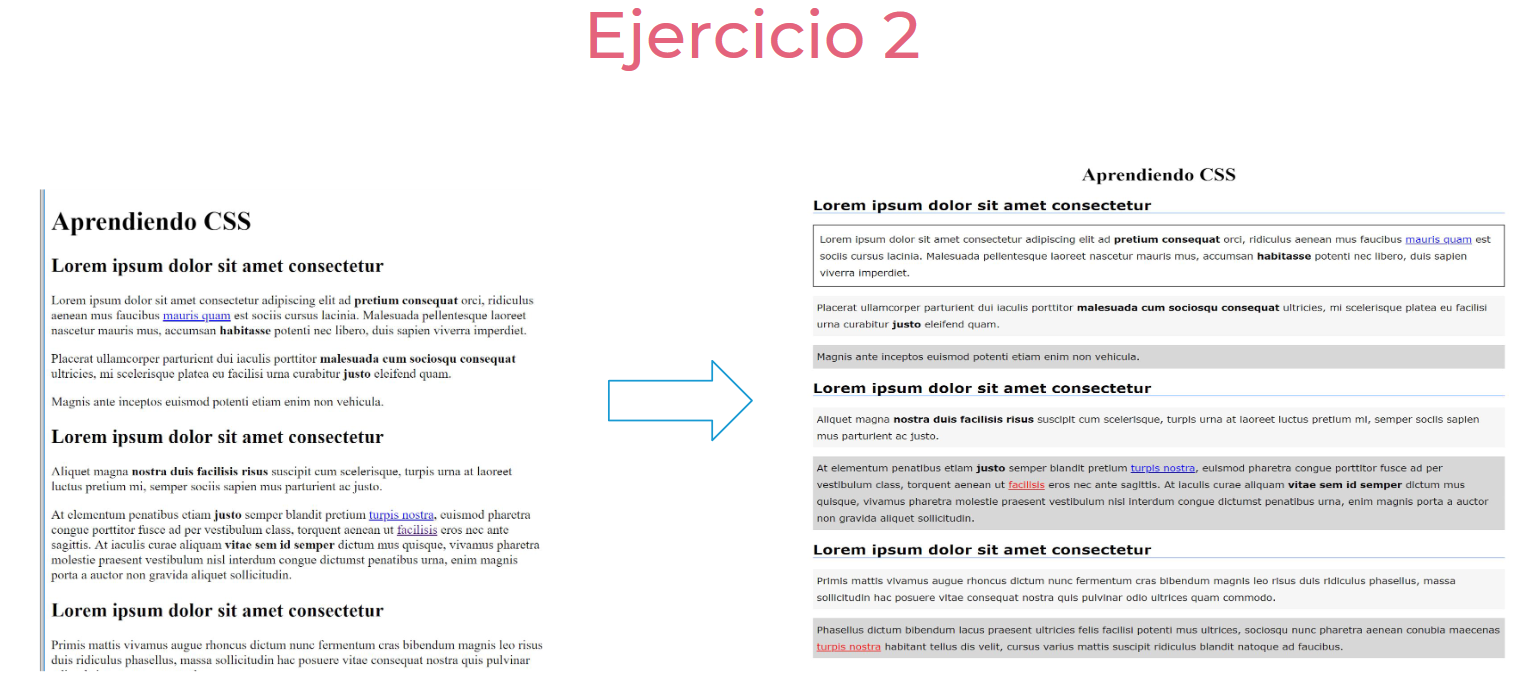 Ejercicio 2
Aprendiendo CSS
Lorem ipsum dolor sit amet consectetur
Lorem ipsum dolor sit amet consectetur adipiscing elit ad pretium consequat orci, ridiculus
aenean mus faucibus mauris quam est sociis cursus lacinia. Malesuada pellentesque laoreet
nascetur mauris mus, accumsan habitasse potenti nec libero, duis sapien viverra imperdiet.
Placerat ullamcorper parturient dui iaculis porttitor malesuada cum sociosqu consequat
ultricies, mi scelerisque platea eu facilisi urna curabitur justo eleifend quam.
Magnis ante inceptos euismod potenti etiam enim non vehicula.
Lorem ipsum dolor sit amet consectetur
Aliquet magna nostra duis facilisis risus suscipit cum scelerisque, turpis urna at laoreet
luctus pretium mi, semper sociis sapien mus parturient ac justo.
At elementum penatibus etiam justo semper blandit pretium turpis nostra, euismod pharetra
congue porttitor fusce ad per vestibulum class, torquent aenean ut facilisis eros nec ante
sagittis. At iaculis curae aliquam vitae sem id semper dictum mus quisque, vivamus pharetra
molestie praesent vestibulum nisl interdum congue dictumst penatibus urna, enim magnis
porta a auctor non gravida aliquet sollicitudin.
Lorem ipsum dolor sit amet consectetur
Primis mattis vivamus augue rhoncus dictum nunc fermentum cras bibendum magnis leo risus
duis ridiculus phasellus, massa sollicitudin hac posuere vitae consequat nostra quis pulvinar
Aprendiendo CSS
Lorem ipsum dolor sit amet consectetur
Lorem ipsum dolor sit amet consectetur adipiscing elit ad pretium consequat orci, ridiculus aenean mus faucibus mauris quam est
sociis cursus lacinia. Malesuada pellentesque laoreet nascetur mauris mus, accumsan habitasse potenti nec libero, duis sapien
viverra imperdiet.
Placerat ullamcorper parturient dui iaculis porttitor malesuada cum sociosqu consequat ultricies, mi scelerisque platea eu facilisi
urna curabitur justo eleifend quam.
Magnis ante inceptos euismod potenti etiam enim non vehicula.
Lorem ipsum dolor sit amet consectetur
Aliquet magna nostra duis facilisis risus suscipit cum scelerisque, turpis urna at laoreet luctus pretium mi, semper sociis sapien
mus parturient ac justo.
At elementum penatibus etiam justo semper blandit pretium turpis nostra, euismod pharetra congue porttitor fusce ad per
vestibulum class, torquent aenean ut facilisis eros nec ante sagittis. At iaculis curae aliquam vitae sem id semper dictum mus
quisque, vivamus pharetra molestie praesent vestibulum nisl interdum congue dictumst penatibus urna, enim magnis porta a auctor
non gravida aliquet sollicitudin.
Lorem ipsum dolor sit amet consectetur
Primis mattis vivamus augue rhoncus dictum nunc fermentum cras bibendum magnis leo risus duis ridiculus phasellus, massa
sollicitudin hac posuere vitae consequat nostra quis pulvinar odio ultrices quam commodo.
Phasellus dictum bibendum lacus praesent ultricies felis facilisi potenti mus ultrices, sociosqu nunc pharetra aenean conubia maecenas
turpis nostra habitant tellus dis velit, cursus varius mattis suscipit ridiculus blandit natoque ad faucibus.